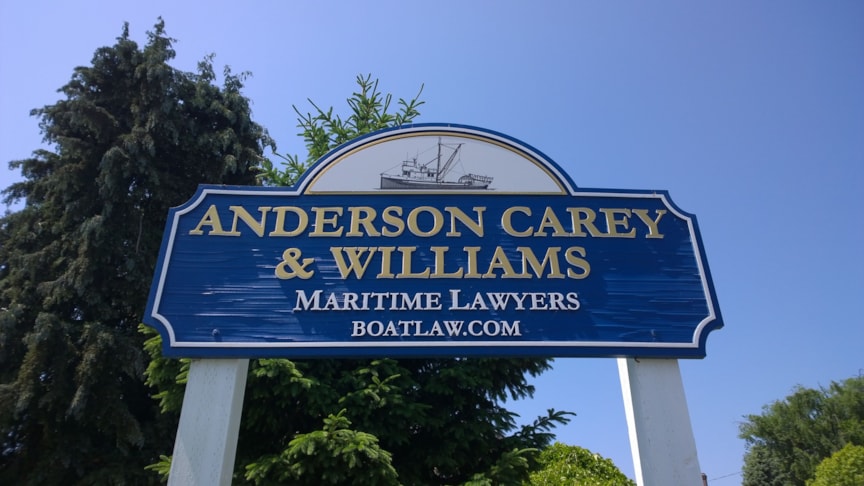 ANDERSON CAREY
& WILLIAMS
MARITIME LAWYERS
BOATLAW.COM